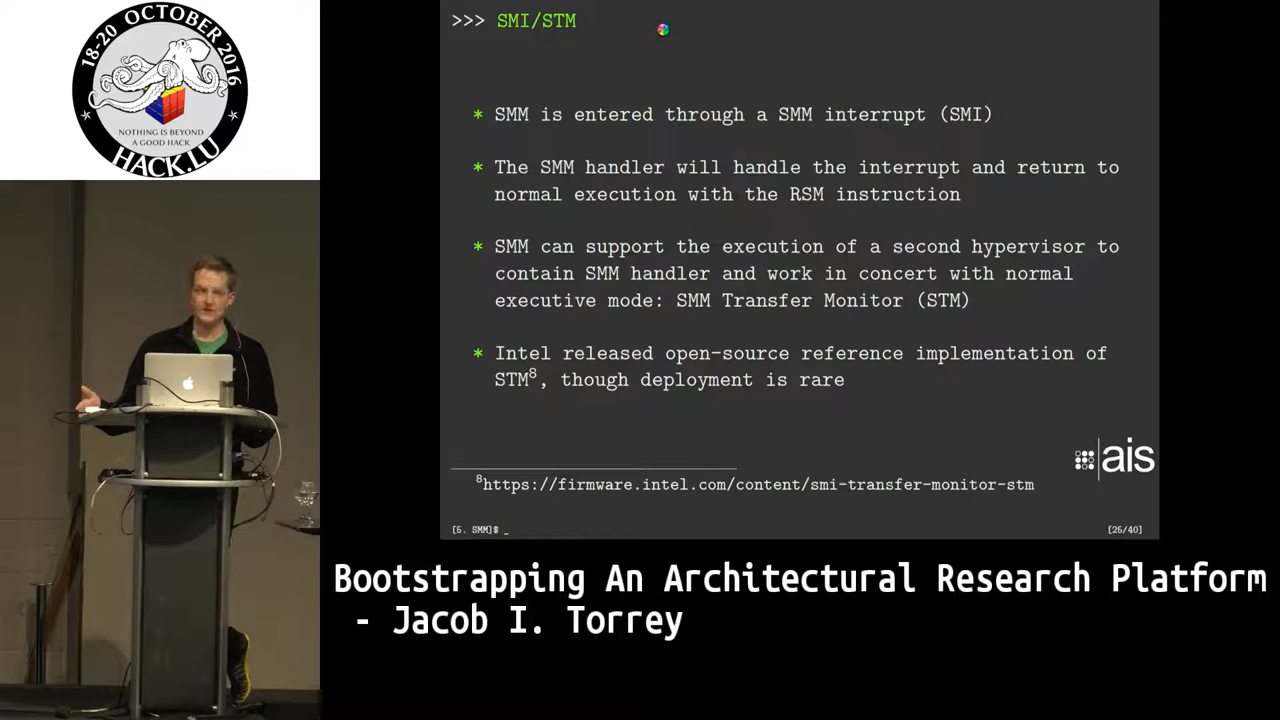 18-20 OCTOBER 2016
NOTHING IS BEYOND
A GOOD HACK
HACK.LU
>>> SMI/STM
* SMM is entered through a SMM interrupt (SMI)
* The SMM handler will handle the interrupt and return to
normal execution with the RSM instruction
* SMM can support the execution of a second hypervisor to
contain SMM handler and work in concert with normal
executive mode: SMM Transfer Monitor (STM)
* Intel released open-source reference implementation of
STM⁸, though deployment is rare
ais
⁸https://firmware.intel.com/content/smi-transfer-monitor-stm
[5. SMM]$ _
[25/40]
Bootstrapping An Architectural Research Platform
- Jacob I. Torrey